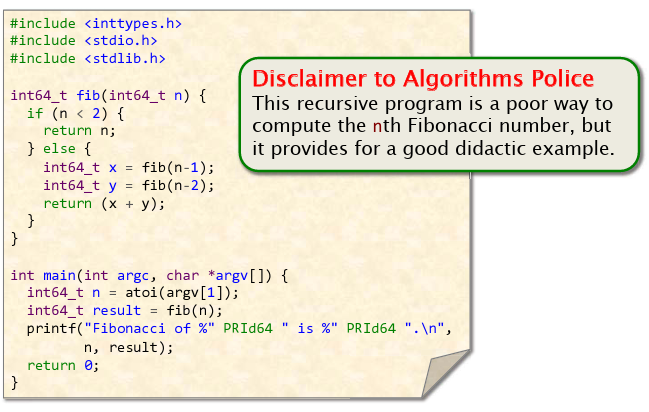 #include <inttypes.h>
#include <stdio.h>
#include <stdlib.h>

int64_t fib(int64_t n) {
  if (n < 2) {
    return n;
  } else {
    int64_t x = fib(n-1);
    int64_t y = fib(n-2);
    return (x + y);
  }
}

int main(int argc, char *argv[]) {
  int64_t n = atoi(argv[1]);
  int64_t result = fib(n);
  printf("Fibonacci of %" PRId64 " is %" PRId64 ".\n",
         n, result);
  return 0;
}
Disclaimer to Algorithms Police
This recursive program is a poor way to
compute the nth Fibonacci number, but
it provides for a good didactic example.